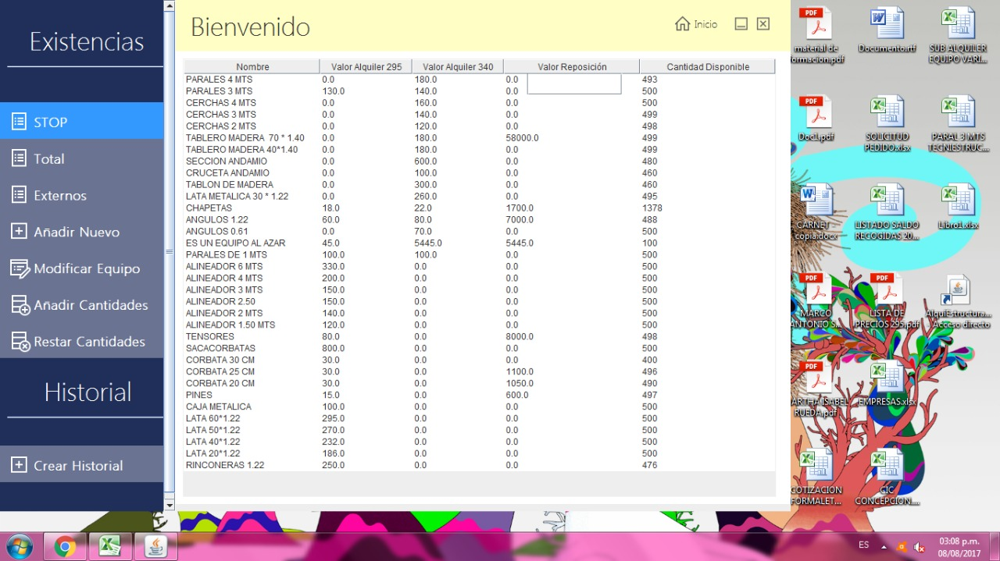 Existencias
STOP
Total
Externos
Añadir Nuevo
Modificar Equipo
Añadir Cantidades
Restar Cantidades
Historial
Crear Historial
Bienvenido
Inicio
Nombre Valor Alquiler 295 Valor Alquiler 340 Valor Reposición Cantidad Disponible
PARALES 4 MTS 0.0 180.0 0.0 493
PARALES 3 MTS 130.0 140.0 0.0 500
CERCHAS 4 MTS 0.0 160.0 0.0 500
CERCHAS 3 MTS 0.0 140.0 0.0 499
CERCHAS 2 MTS 0.0 120.0 0.0 498
TABLERO MADERA 70 * 1.40 0.0 180.0 58000.0 499
TABLERO MADERA 40*1.40 0.0 180.0 0.0 499
SECCION ANDAMIO 0.0 600.0 0.0 480
CRUCETA ANDAMIO 0.0 100.0 0.0 460
TABLON DE MADERA 0.0 300.0 0.0 460
LATA METALICA 30 * 1.22 0.0 260.0 0.0 495
CHAPETAS 18.0 22.0 1700.0 1378
ANGULOS 1.22 60.0 80.0 7000.0 488
ANGULOS 0.61 0.0 70.0 0.0 500
ES UN EQUIPO AL AZAR 45.0 5445.0 5445.0 100
PARALES DE 1 MTS 100.0 100.0 0.0 500
ALINEADOR 6 MTS 330.0 0.0 0.0 500
ALINEADOR 4 MTS 200.0 0.0 0.0 500
ALINEADOR 3 MTS 150.0 0.0 0.0 500
ALINEADOR 2.50 150.0 0.0 0.0 500
ALINEADOR 2 MTS 140.0 0.0 0.0 500
ALINEADOR 1.50 MTS 120.0 0.0 0.0 500
TENSORES 80.0 0.0 8000.0 498
SACACORBATAS 800.0 0.0 0.0 500
CORBATA 30 CM 30.0 0.0 0.0 400
CORBATA 25 CM 30.0 0.0 1100.0 496
CORBATA 20 CM 30.0 0.0 1050.0 490
PINES 15.0 0.0 600.0 497
CAJA METALICA 100.0 0.0 0.0 500
LATA 60*1.22 295.0 0.0 0.0 500
LATA 50*1.22 270.0 0.0 0.0 500
LATA 40*1.22 232.0 0.0 0.0 500
LATA 20*1.22 186.0 0.0 0.0 500
RINCONERAS 1.22 250.0 0.0 0.0 476
PDF
material de
formacion.pdf
Documento.rtf
SUB ALQUILER
EQUIPO VARI...
PDF
Doc1.pdf
SOLICITUD
PEDIDO.xlsx
PARAL 3 MTS
TECNIESTRUC...
CARNET -
copia.docx
LISTADO SALDO
RECOGIDAS 20...
Libro1.xlsx
PDF
MARCO
ANTONIO S...
PDF
LISTA DE
PRECIOS 295.pdf
AlquiEstructura...
Acceso directo
PDF
ARTHA ISABEL
RUEDA.pdf
EMPRESAS.xlsx
COTIZACION
FORMALET...
GIC
CONCEPCION....
ES
03:08 p.m.
08/08/2017